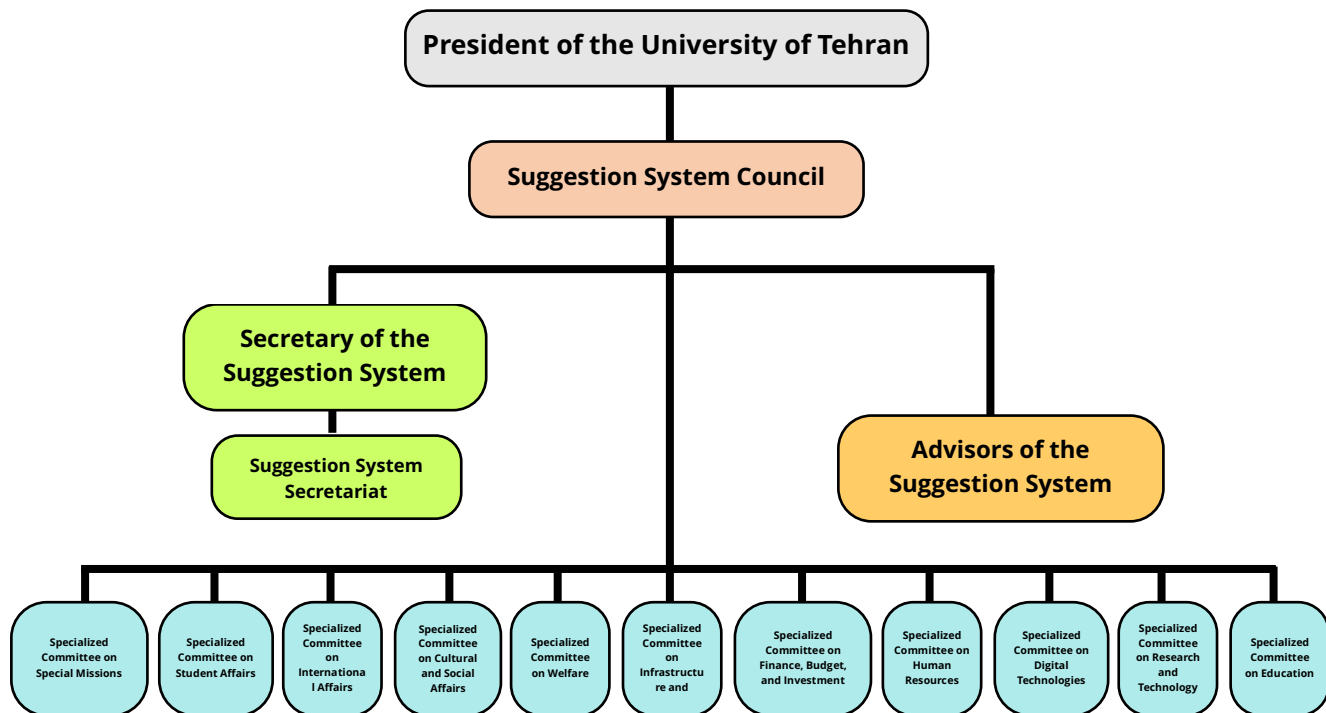 President of the University of Tehran
Suggestion System Council
Secretary of the
Suggestion System
Suggestion System
Secretariat
Advisors of the
Suggestion System
Specialized
Committee on
Special Missions
Specialized
Committee on
Student Affairs
Specialized
Committee
on
Internationa
l Affairs
Specialized
Committee
on Cultural
and Social
Affairs
Specialized
Committee
on Welfare
Specialized
Committee
on
Infrastructu
re and
Specialized
Committee on
Finance, Budget,
and Investment
Specialized
Committee on
Human
Resources
Specialized
Committee on
Digital
Technologies
Specialized
Committee
on Research
and
Technology
Specialized
Committee
on Education